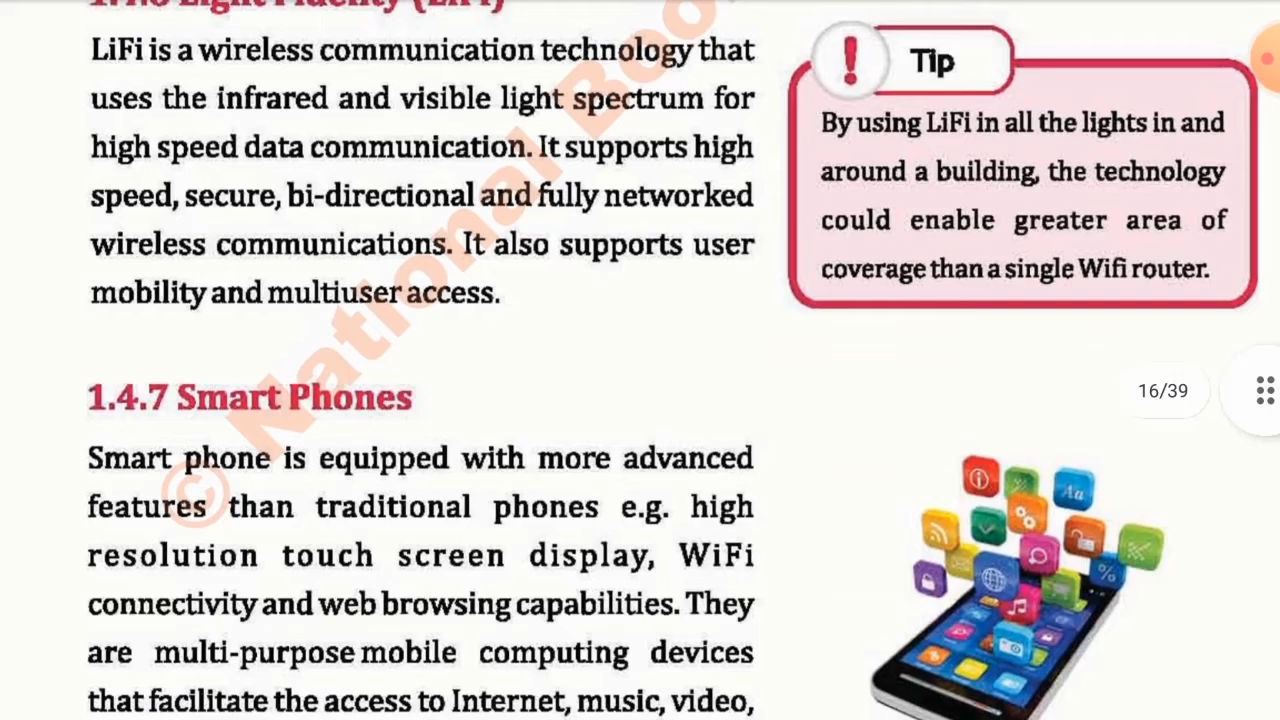 LiFi is a wireless communication technology that
uses the infrared and visible light spectrum for
high speed data communication. It supports high
speed, secure, bi-directional and fully networked
wireless communications. It also supports user
mobility and multiuser access.
Tip
By using LiFi in all the lights in and
around a building, the technology
could enable greater area of
coverage than a single Wifi router.
16/39
1.4.7 Smart Phones
Smart phone is equipped with more advanced
features than traditional phones e.g. high
resolution touch screen display, WiFi
connectivity and web browsing capabilities. They
are multi-purpose mobile computing devices
that facilitate the access to Internet, music, video,
© National Boo
Aa
%